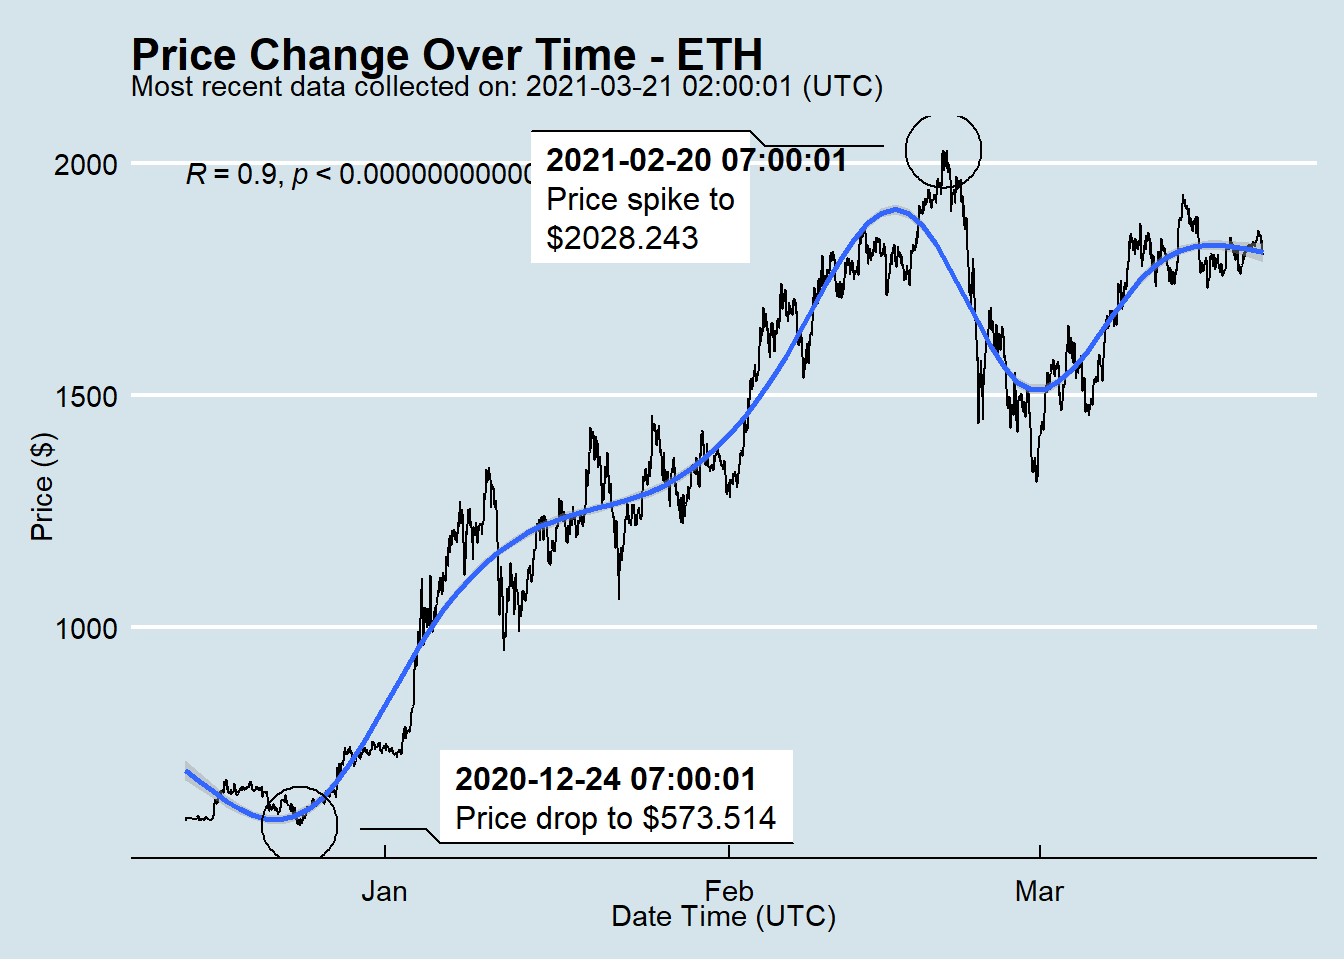 Price Change Over Time - ETH
Most recent data collected on: 2021-03-21 02:00:01 (UTC)
R = 0.9, p < 0.00000000000
2021-02-20 07:00:01
Price spike to
$2028.243
2000
1500
1000
Price ($)
2020-12-24 07:00:01
Price drop to $573.514
Jan
Feb
Mar
Date Time (UTC)